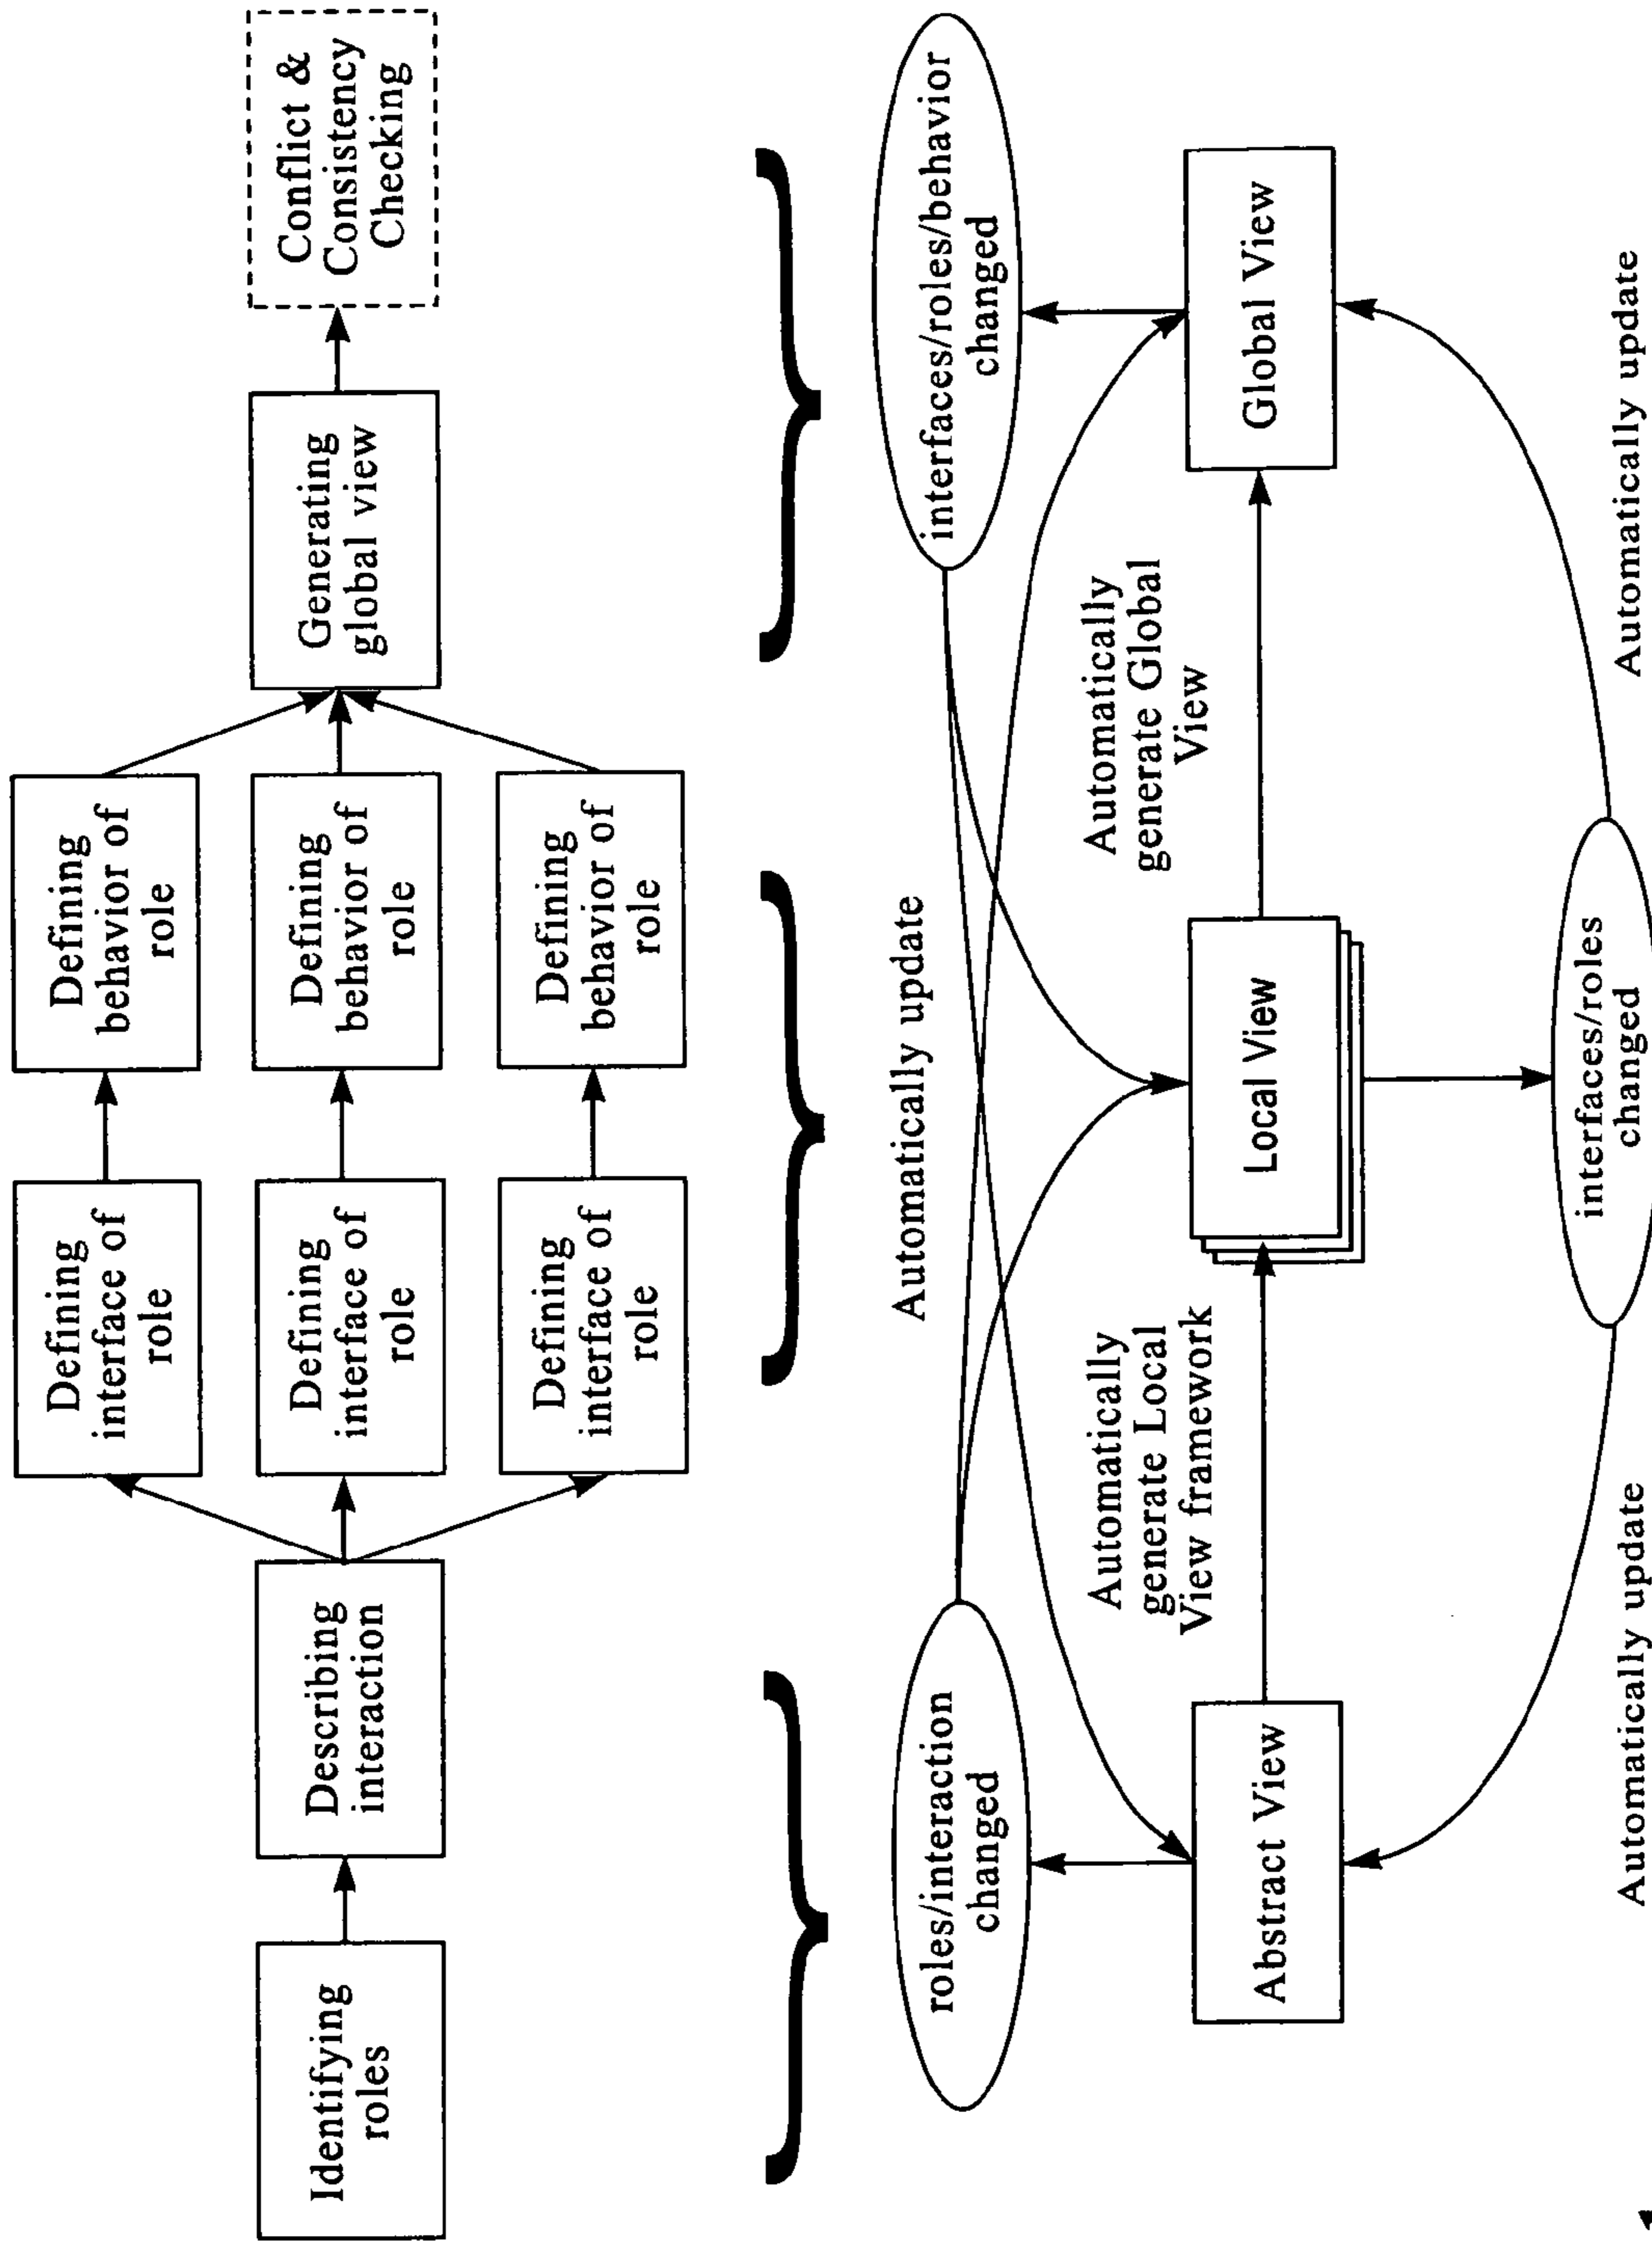 Identifying
roles
Describing
interaction
Defining
interface of
role
Defining
interface of
role
Defining
interface of
role
Defining
behavior of
role
Defining
behavior of
role
Defining
behavior of
role
Generating
global view
Conflict &
Consistency
Checking
roles/interaction
changed
Automatically update
interfaces/roles/behavior
changed
Automatically
generate Local
View framework
Automatically
generate Global
View
Abstract View
Local View
Global View
interfaces/roles
changed
Automatically update
Automatically update